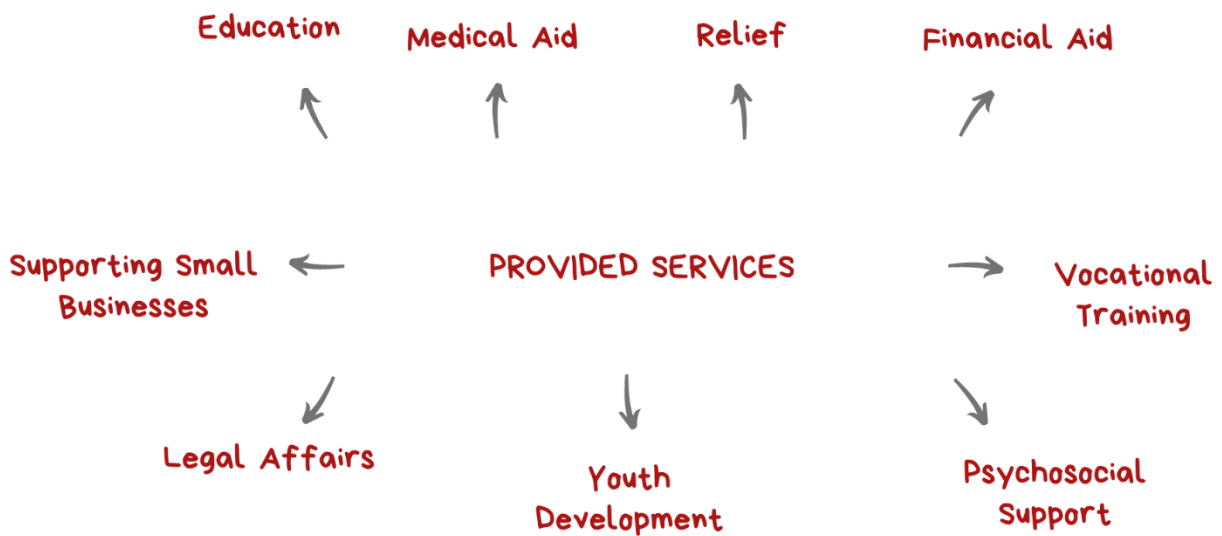 Education
Medical Aid
Relief
Financial Aid
Supporting Small
Businesses
PROVIDED SERVICES
Vocational
Training
Legal Affairs
Youth
Development
Psychosocial
Support